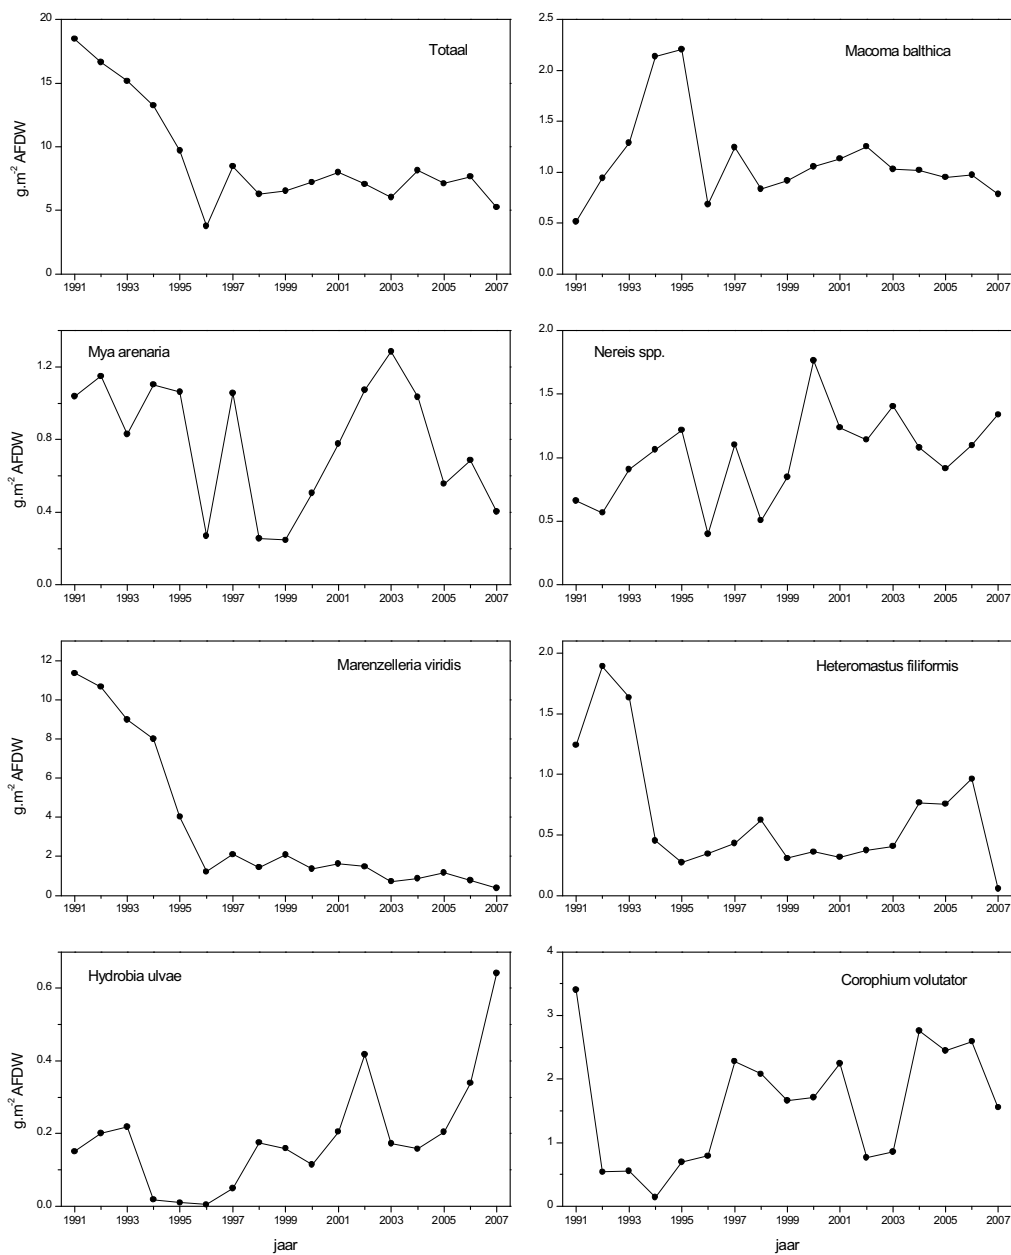 20
15
10
5
0
g.m⁻² AFDW
Totaal
1991 1993 1995 1997 1999 2001 2003 2005 2007
2.5
2.0
1.5
1.0
0.5
0.0
Macoma balthica
1991 1993 1995 1997 1999 2001 2003 2005 2007
1.2
0.8
0.4
0.0
g.m⁻² AFDW
Mya arenaria
1991 1993 1995 1997 1999 2001 2003 2005 2007
2.0
1.5
1.0
0.5
0.0
Nereis spp.
1991 1993 1995 1997 1999 2001 2003 2005 2007
12
10
8
6
4
2
0
g.m⁻² AFDW
Marenzelleria viridis
1991 1993 1995 1997 1999 2001 2003 2005 2007
2.0
1.5
1.0
0.5
0.0
Heteromastus filiformis
1991 1993 1995 1997 1999 2001 2003 2005 2007
0.6
0.4
0.2
0.0
g.m⁻² AFDW
Hydrobia ulvae
1991 1993 1995 1997 1999 2001 2003 2005 2007
jaar
4
3
2
1
0
Corophium volutator
1991 1993 1995 1997 1999 2001 2003 2005 2007
jaar